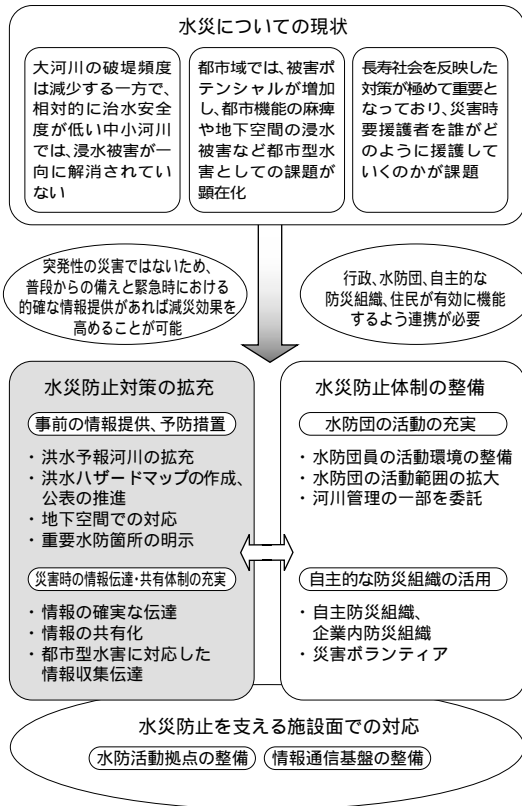 水災についての現状
大河川の破堤頻度
は減少する一方で、
相対的に治水安全
度が低い中小河川
では、浸水被害が一
向に解消されてい
ない
都市域では、被害ポ
テンシャルが増加
し、都市機能の麻痺
や地下空間の浸水
被害など都市型水
害としての課題が
顕在化
長寿社会を反映した
対策が極めて重要と
なっており、災害時
要援護者を誰がど
のように援護して
いくのかが課題
突発性の災害ではないため、
普段からの備えと緊急時における
的確な情報提供があれば減災効果を
高めることが可能
行政、水防団、自主的な
防災組織、住民が有効に機能
するよう連携が必要
水災防止対策の拡充
事前の情報提供、予防措置
・洪水予報河川の拡充
・洪水ハザードマップの作成、
公表の推進
・地下空間での対応
・重要水防箇所の明示
災害時の情報伝達・共有体制の充実
・情報の確実な伝達
・情報の共有化
・都市型水害に対応した
情報収集伝達
水災防止体制の整備
水防団の活動の充実
・水防団員の活動環境の整備
・水防団の活動範囲の拡大
・河川管理の一部を委託
自主的な防災組織の活用
・自主防災組織、
企業内防災組織
・災害ボランティア
水災防止を支える施設面での対応
水防活動拠点の整備
情報通信基盤の整備